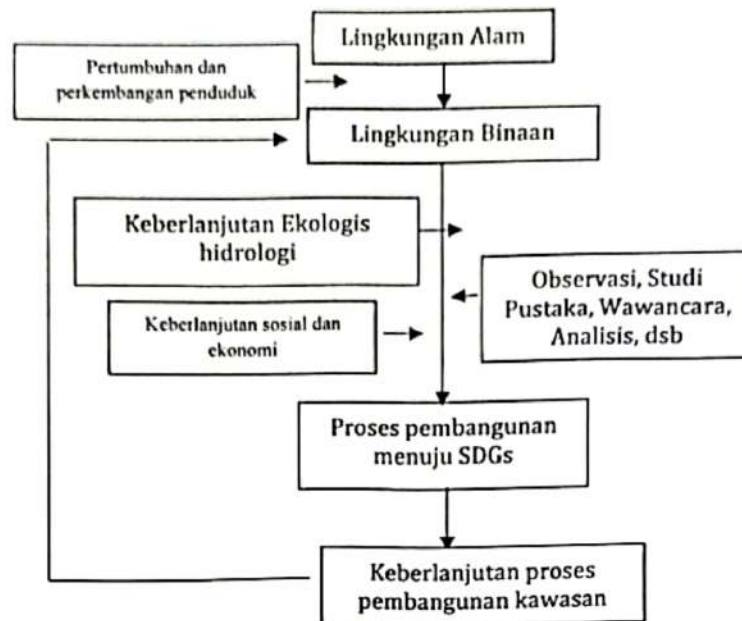 Lingkungan Alam
Pertumbuhan dan
perkembangan penduduk
Lingkungan Binaan
Keberlanjutan Ekologis
hidrologi
Observasi, Studi
Pustaka, Wawancara,
Analisis, dsb
Keberlanjutan sosial dan
ekonomi
Proses pembangunan
menuju SDGs
Keberlanjutan proses
pembangunan kawasan